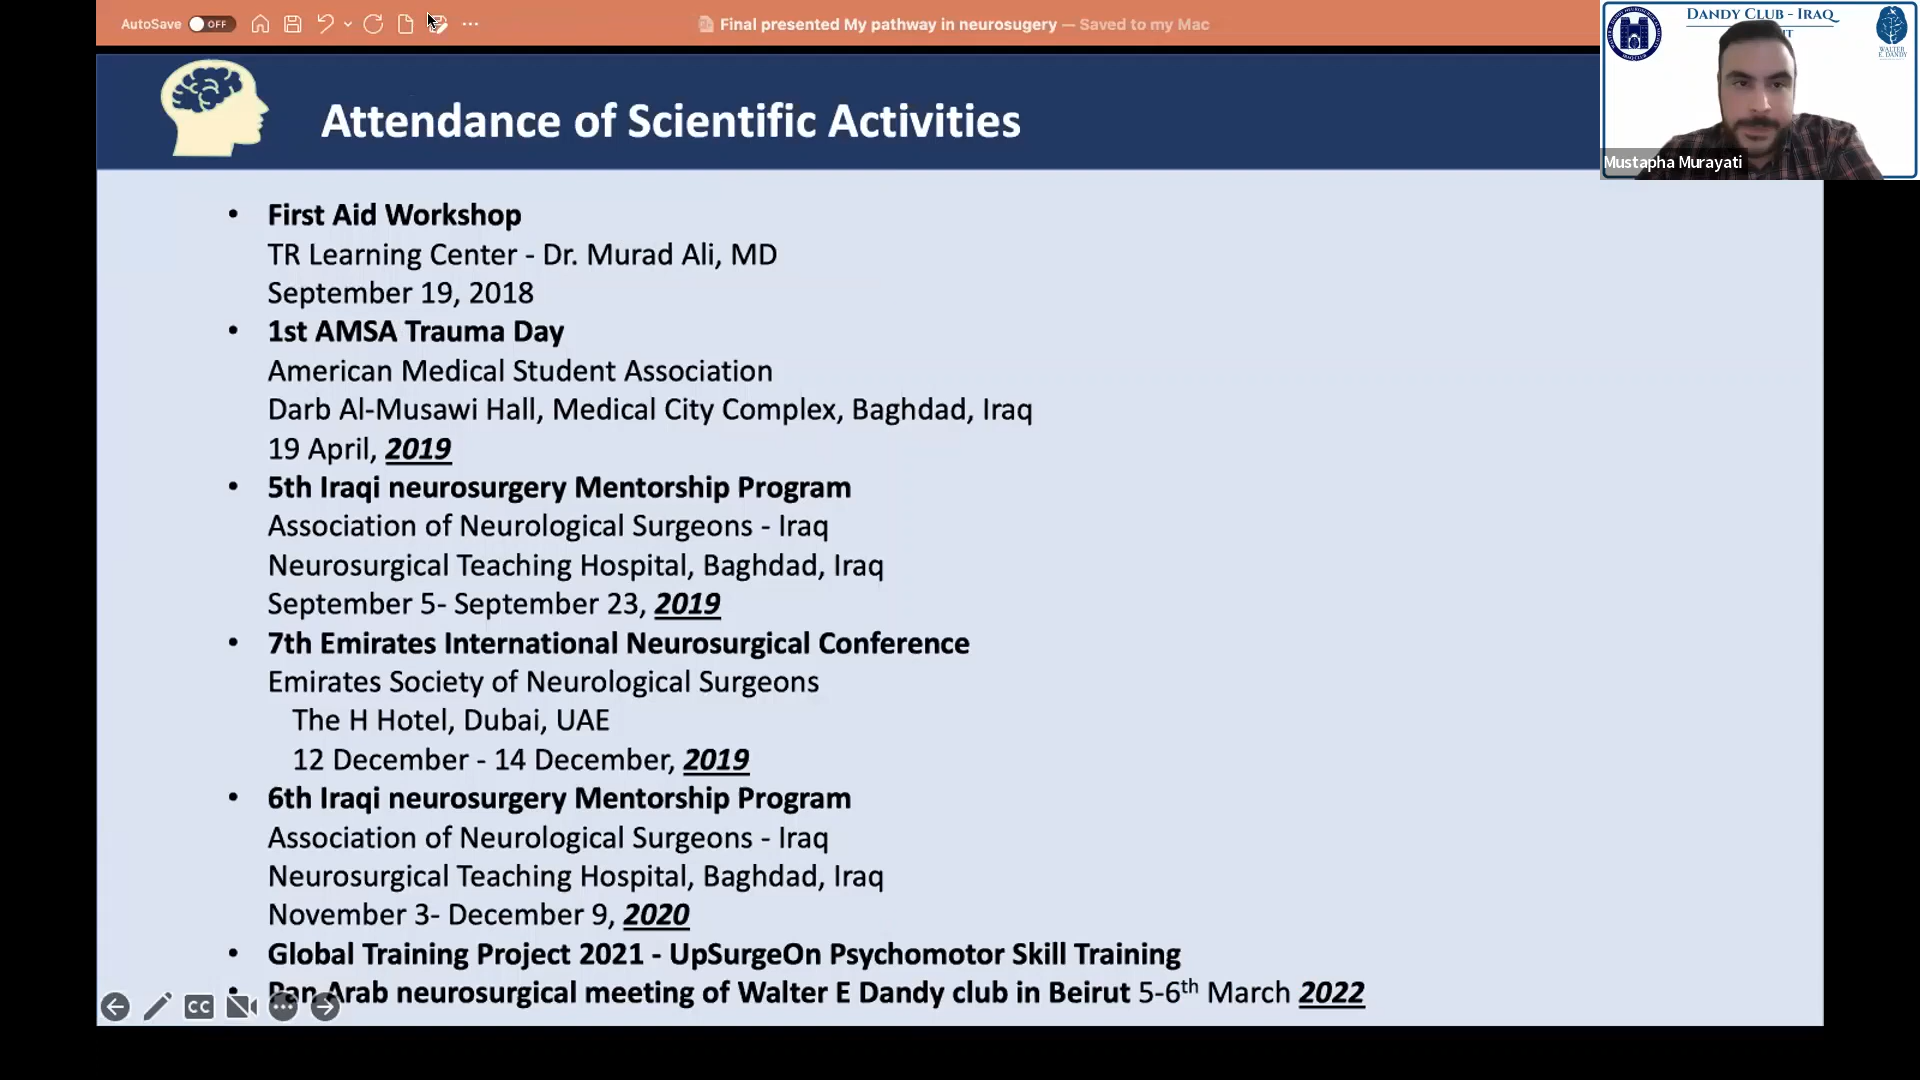 AutoSave OFF
Final presented My pathway in neurosugery — Saved to my Mac
DANDY CLUB - IRAQ
WALTER
E. DANDY
Mustapha Murayati
Attendance of Scientific Activities
• First Aid Workshop
TR Learning Center - Dr. Murad Ali, MD
September 19, 2018
• 1st AMSA Trauma Day
American Medical Student Association
Darb Al-Musawi Hall, Medical City Complex, Baghdad, Iraq
19 April, 2019
• 5th Iraqi neurosurgery Mentorship Program
Association of Neurological Surgeons - Iraq
Neurosurgical Teaching Hospital, Baghdad, Iraq
September 5- September 23, 2019
• 7th Emirates International Neurosurgical Conference
Emirates Society of Neurological Surgeons
The H Hotel, Dubai, UAE
12 December - 14 December, 2019
• 6th Iraqi neurosurgery Mentorship Program
Association of Neurological Surgeons - Iraq
Neurosurgical Teaching Hospital, Baghdad, Iraq
November 3- December 9, 2020
• Global Training Project 2021 - UpSurgeOn Psychomotor Skill Training
• Pan Arab neurosurgical meeting of Walter E Dandy club in Beirut 5-6th March 2022
CC